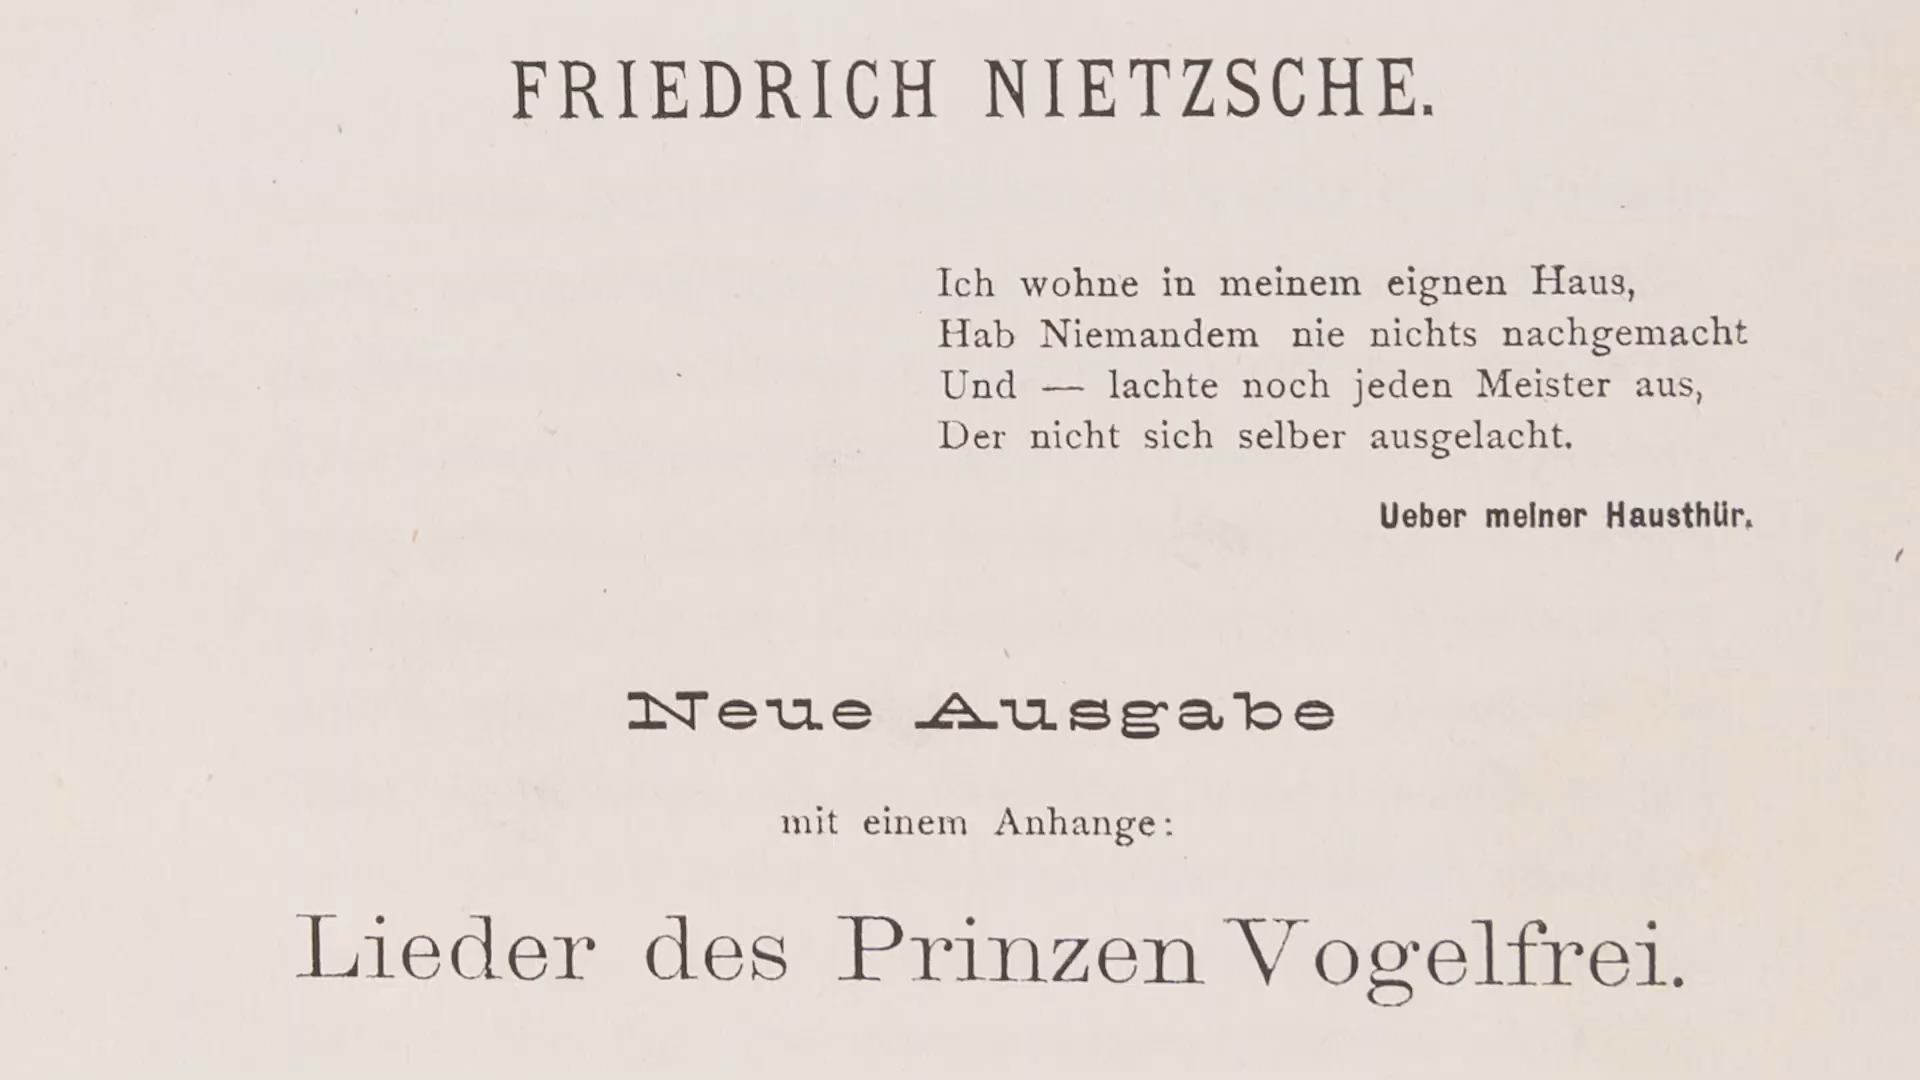 FRIEDRICH NIETZSCHE.
Ich wohne in meinem eignen Haus,
Hab Niemandem nie nichts nachgemacht
Und — lachte noch jeden Meister aus,
Der nicht sich selber ausgelacht.
Ueber meiner Hausthür.
Neue Ausgabe
mit einem Anhange:
Lieder des Prinzen Vogelfrei.